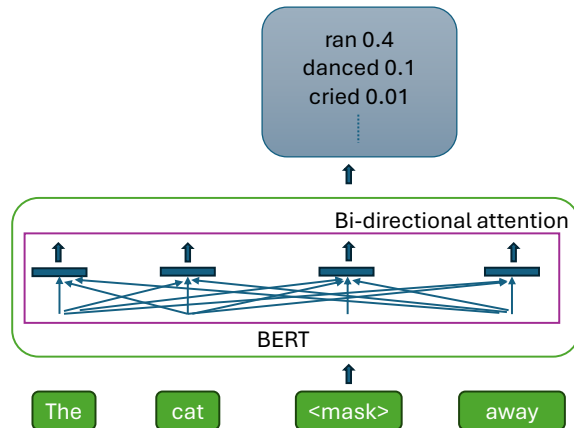 ran 0.4
danced 0.1
cried 0.01
Bi-directional attention
BERT
The cat <mask> away